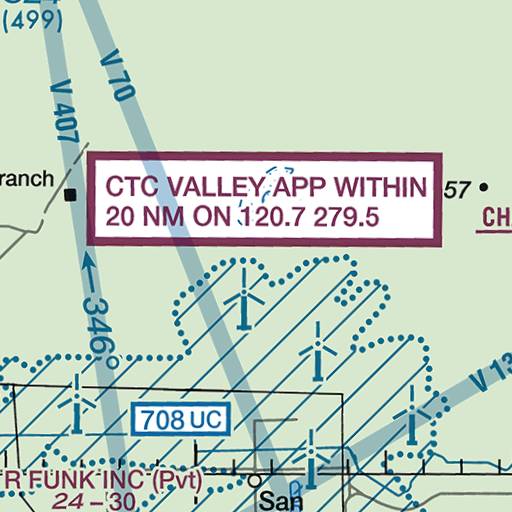 (499)
V 70
V 407
ranch
CTC VALLEY APP WITHIN
20 NM ON 120.7 279.5
57
CH
346°
V 13
708 UC
R FUNK INC (Pvt)
24 – 30
San